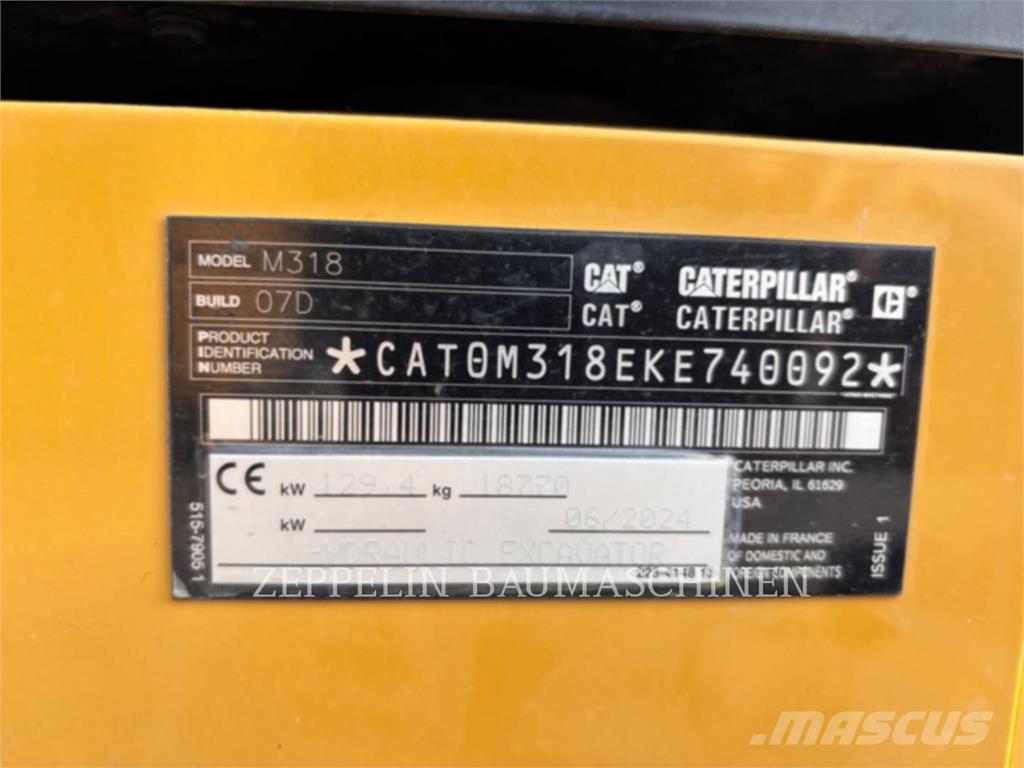 MODEL M318
BUILD 07D
CAT® CATERPILLAR®
CAT® CATERPILLAR®
PRODUCT
IDENTIFICATION
NUMBER
*CAT0M318EKE740092*
CE kW 129.4 kg 18770
kW 06/2024
HYDRAULIC EXCAVATOR
CATERPILLAR INC.
PEORIA, IL 61629
USA
MADE IN FRANCE
OF DOMESTIC AND
FOREIGN COMPONENTS
515-7905 1
ISSUE 1
ZEPPELIN BAUMASCHINEN
MASCUS